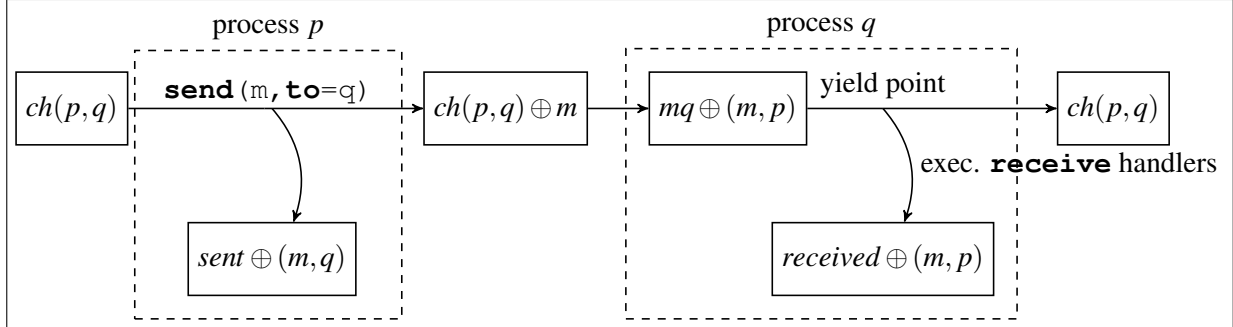 process p
process q
ch(p,q)
send(m,to=q)
ch(p,q) ⊕ m
mq ⊕ (m, p)
yield point
ch(p,q)
exec. receive handlers
sent ⊕ (m,q)
received ⊕ (m, p)